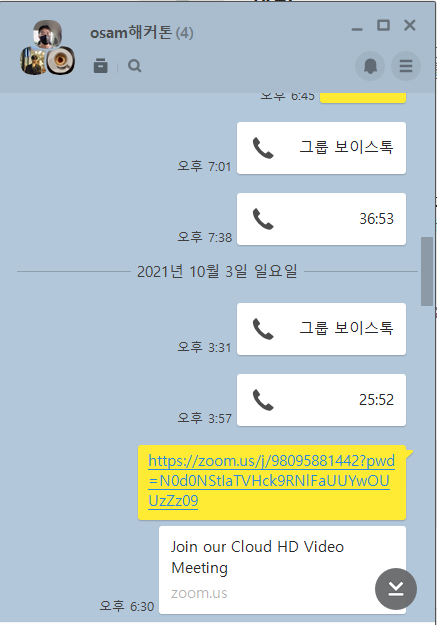 osam해커톤 (4)
오후 6:45
그룹 보이스톡
오후 7:01
36:53
오후 7:38
2021년 10월 3일 일요일
그룹 보이스톡
오후 3:31
25:52
오후 3:57
https://zoom.us/j/98095881442?pwd
=N0d0NStIaTVHck9RNlFaUUYwOU
UzZz09
Join our Cloud HD Video
Meeting
zoom.us
오후 6:30